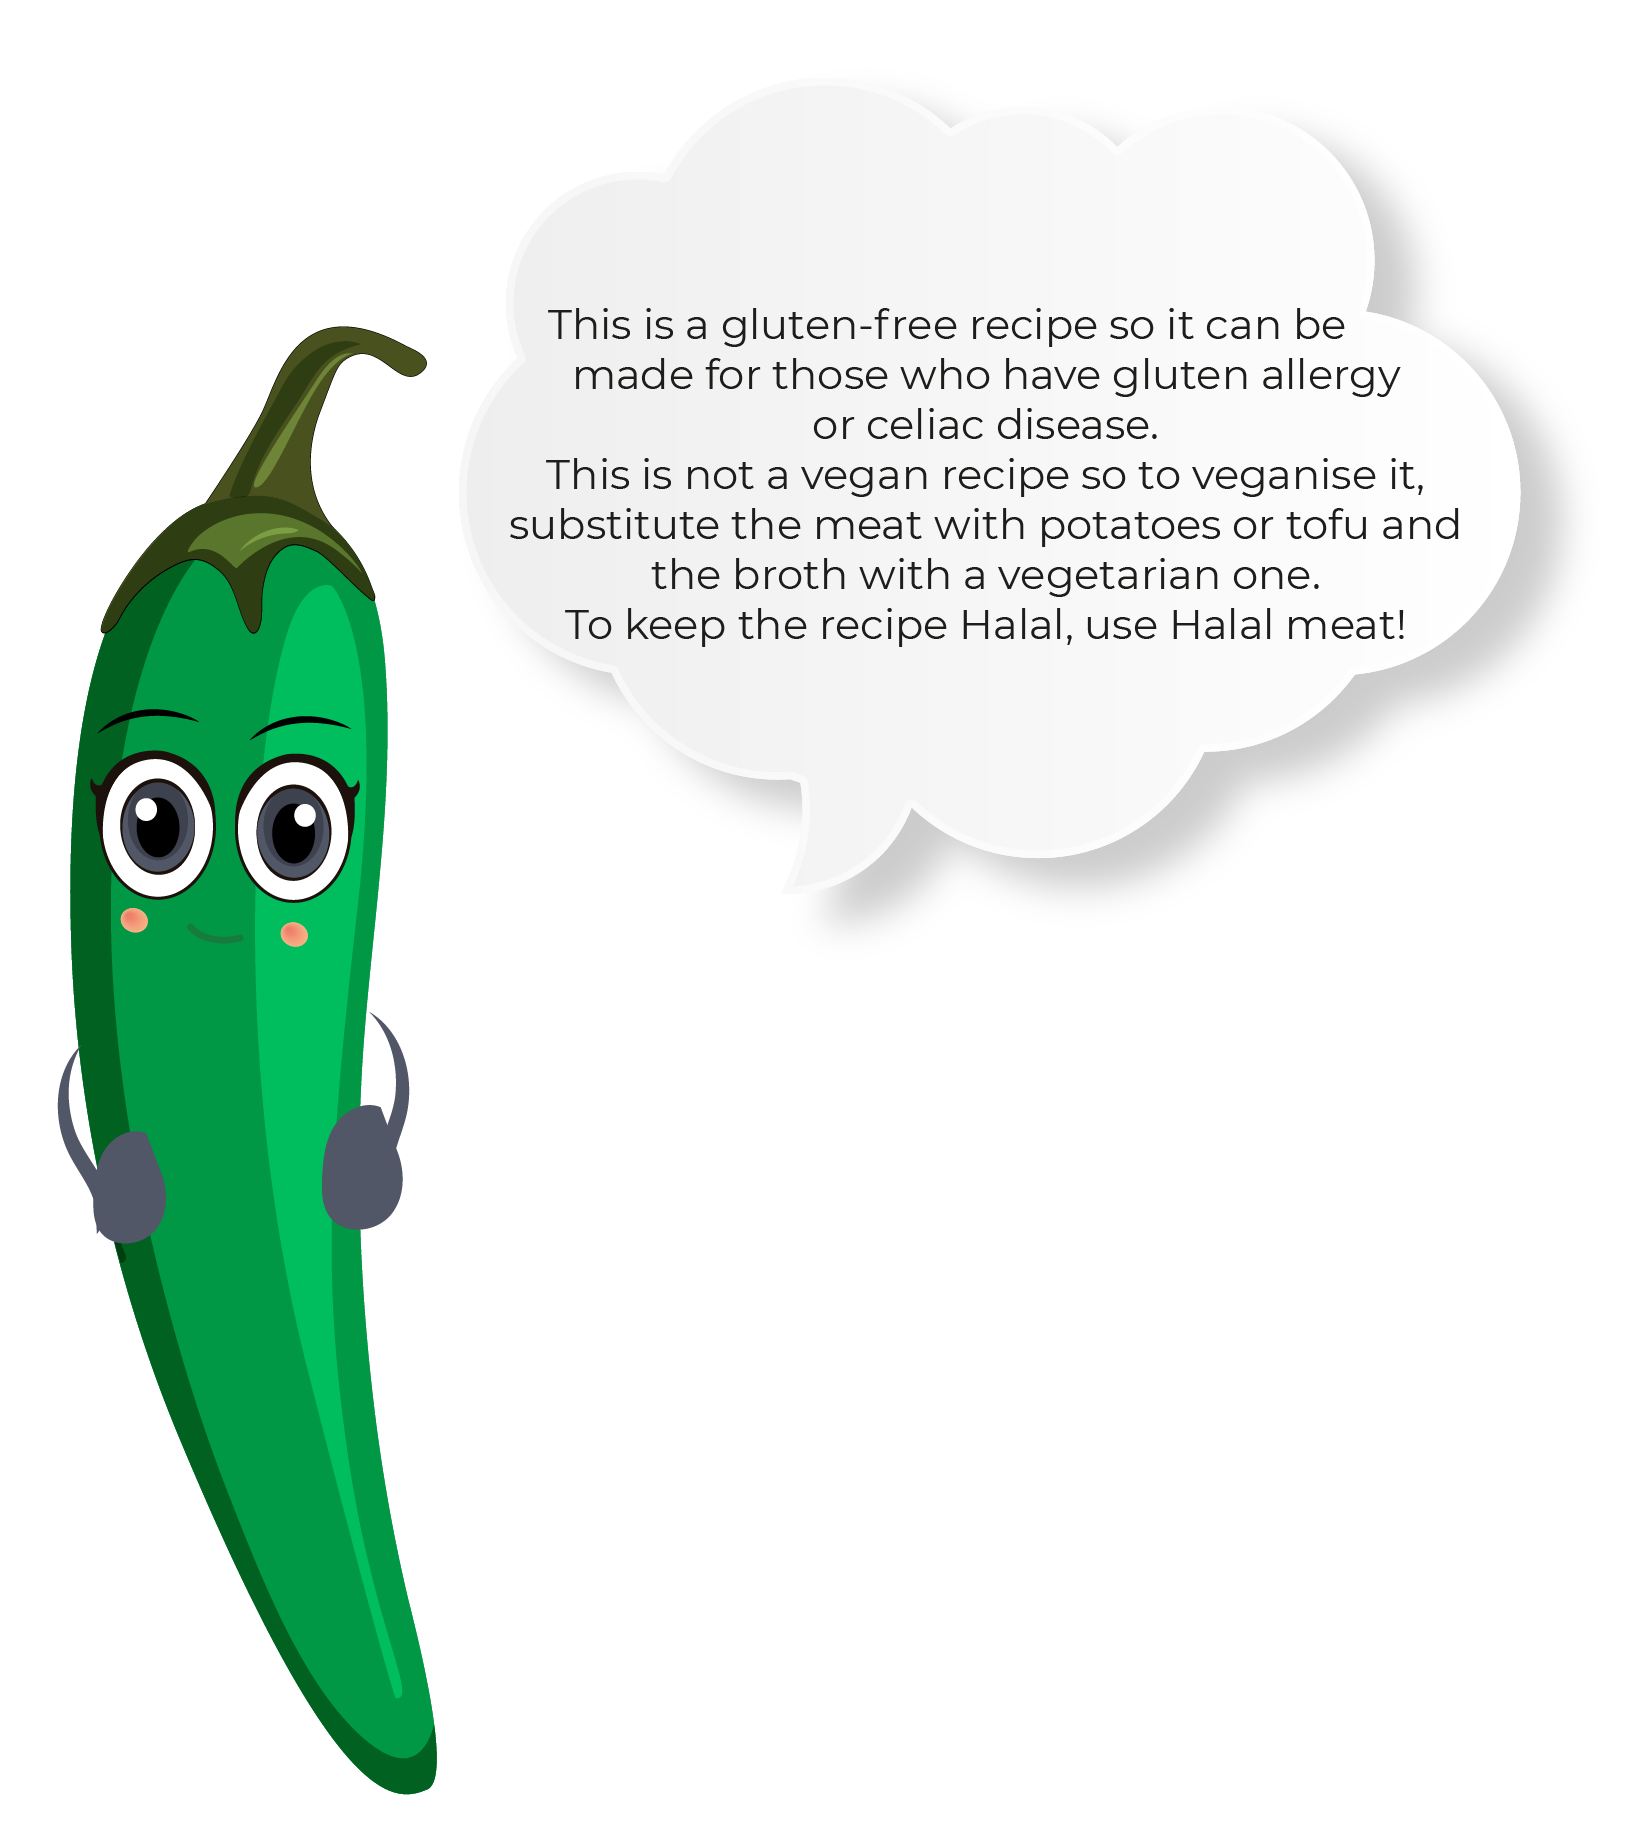 This is a gluten-free recipe so it can be
made for those who have gluten allergy
or celiac disease.
This is not a vegan recipe so to veganise it,
substitute the meat with potatoes or tofu and
the broth with a vegetarian one.
To keep the recipe Halal, use Halal meat!